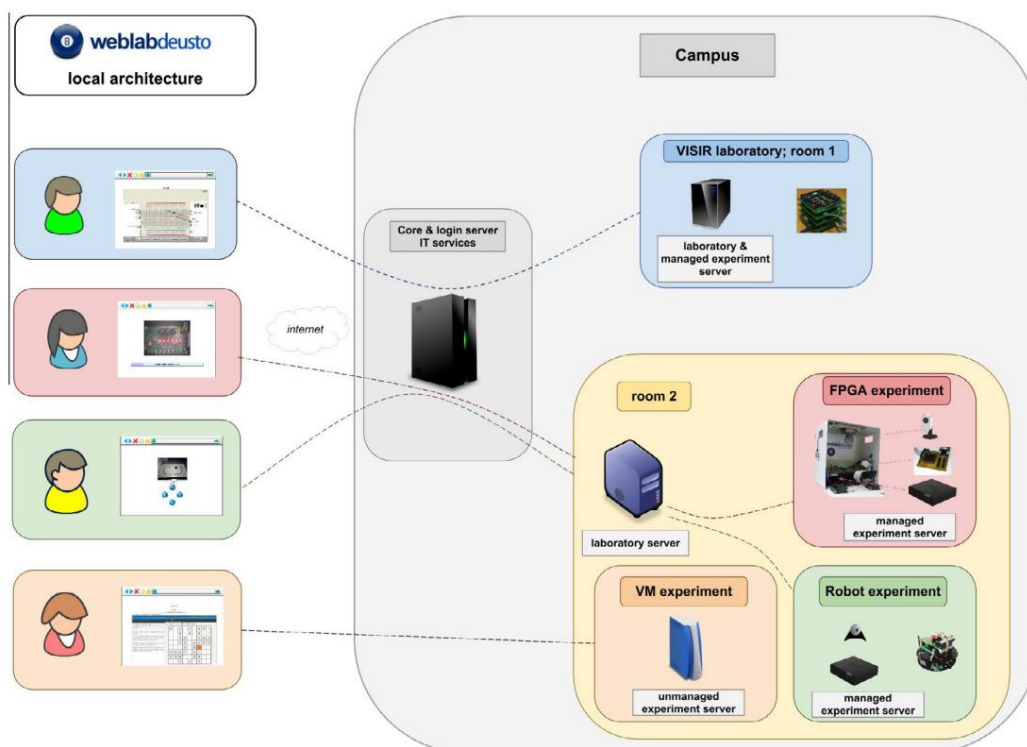 weblabdeusto
local architecture
Campus
VISIR laboratory; room 1
laboratory &
managed experiment
server
Core & login server
IT services
internet
room 2
laboratory server
FPGA experiment
managed
experiment server
VM experiment
unmanaged
experiment server
Robot experiment
managed
experiment server